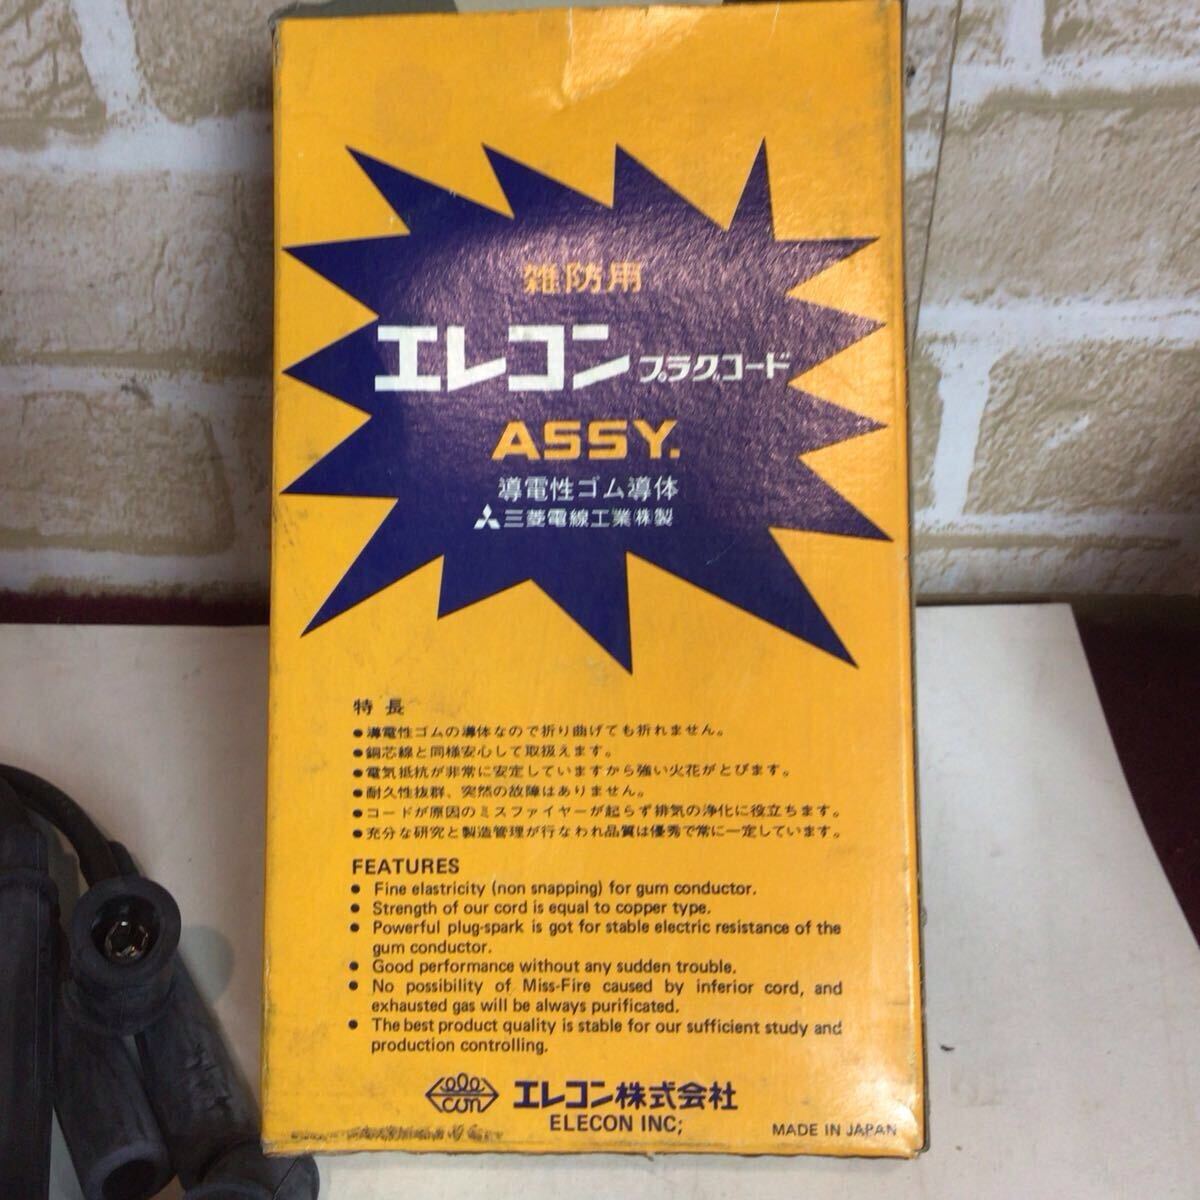 雑防用
エレコン プラグコード
ASSY.
導電性ゴム導体
三菱電線工業㈱製
特長
●導電性ゴムの導体なので折り曲げても折れません。
●銅芯線と同様安心して取扱えます。
●電気抵抗が非常に安定していますから強い火花がとびます。
●耐久性抜群、突然の故障はありません。
●コードが原因のミスファイヤーが起らず排気の浄化に役立ちます。
●充分な研究と製造管理が行なわれ品質は優秀で常に一定しています。
FEATURES
● Fine elastricity (non snapping) for gum conductor.
● Strength of our cord is equal to copper type.
● Powerful plug-spark is got for stable electric resistance of the
gum conductor.
● Good performance without any sudden trouble.
● No possibility of Miss-Fire caused by inferior cord, and
exhausted gas will be always purificated.
● The best product quality is stable for our sufficient study and
production controlling.
ele
con
エレコン株式会社
ELECON INC;
MADE IN JAPAN